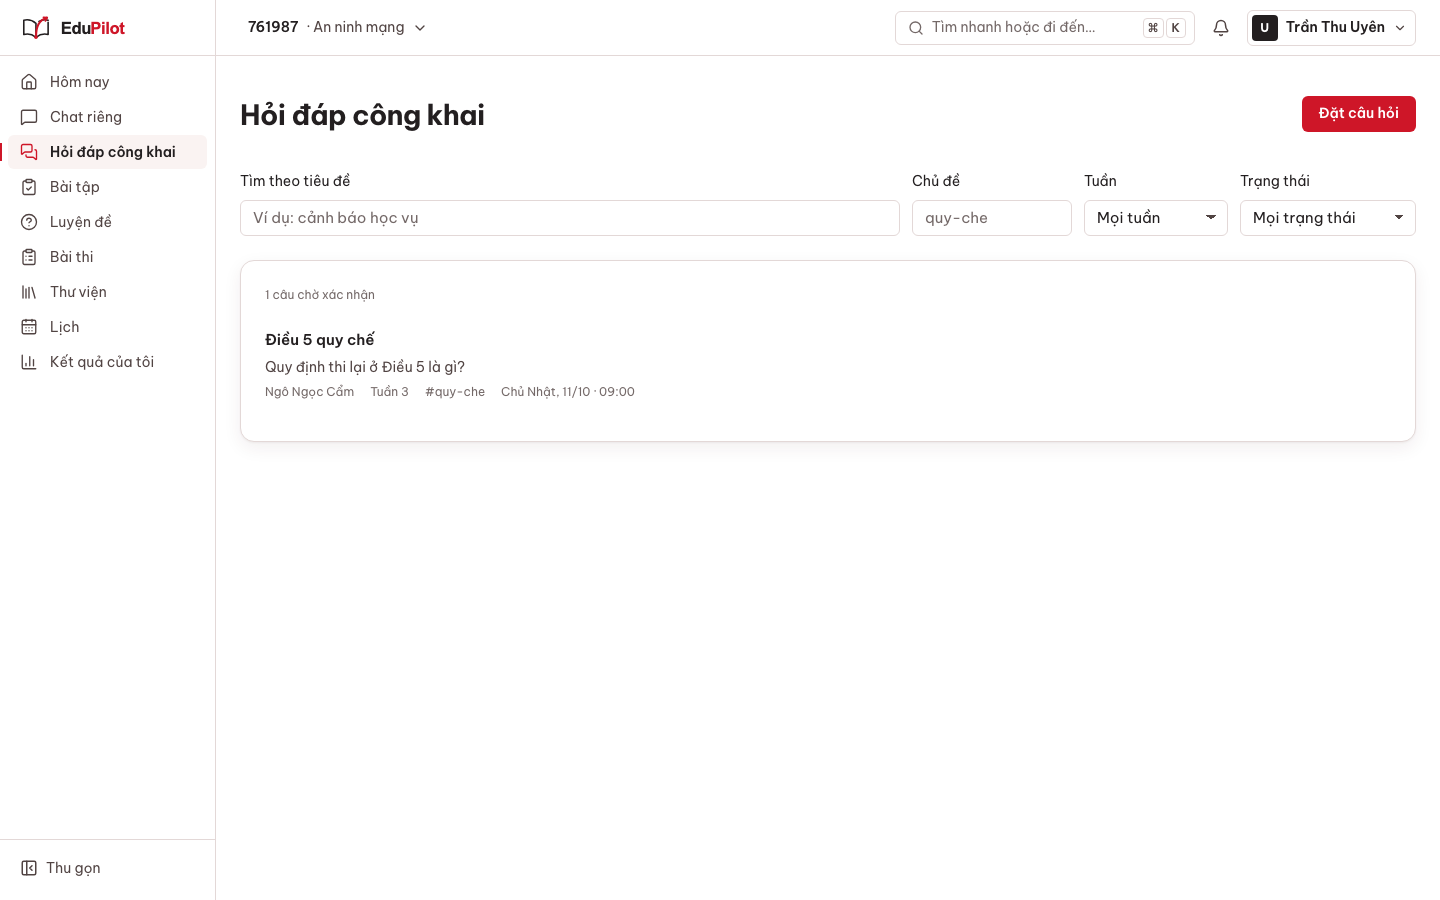 EduPilot
761987 · An ninh mạng
Tìm nhanh hoặc đi đến...
⌘ K
U Trần Thu Uyên
Hôm nay
Chat riêng
Hỏi đáp công khai
Bài tập
Luyện đề
Bài thi
Thư viện
Lịch
Kết quả của tôi
Thu gọn
Hỏi đáp công khai
Đặt câu hỏi
Tìm theo tiêu đề
Ví dụ: cảnh báo học vụ
Chủ đề
quy-che
Tuần
Mọi tuần
Trạng thái
Mọi trạng thái
1 câu chờ xác nhận
Điều 5 quy chế
Quy định thi lại ở Điều 5 là gì?
Ngô Ngọc Cẩm Tuần 3 #quy-che Chủ Nhật, 11/10 · 09:00